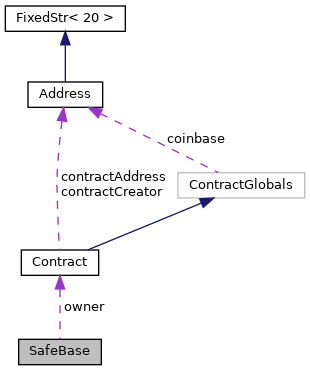 FixedStr< 20 >
Address
coinbase
contractAddress
contractCreator
ContractGlobals
Contract
owner
SafeBase